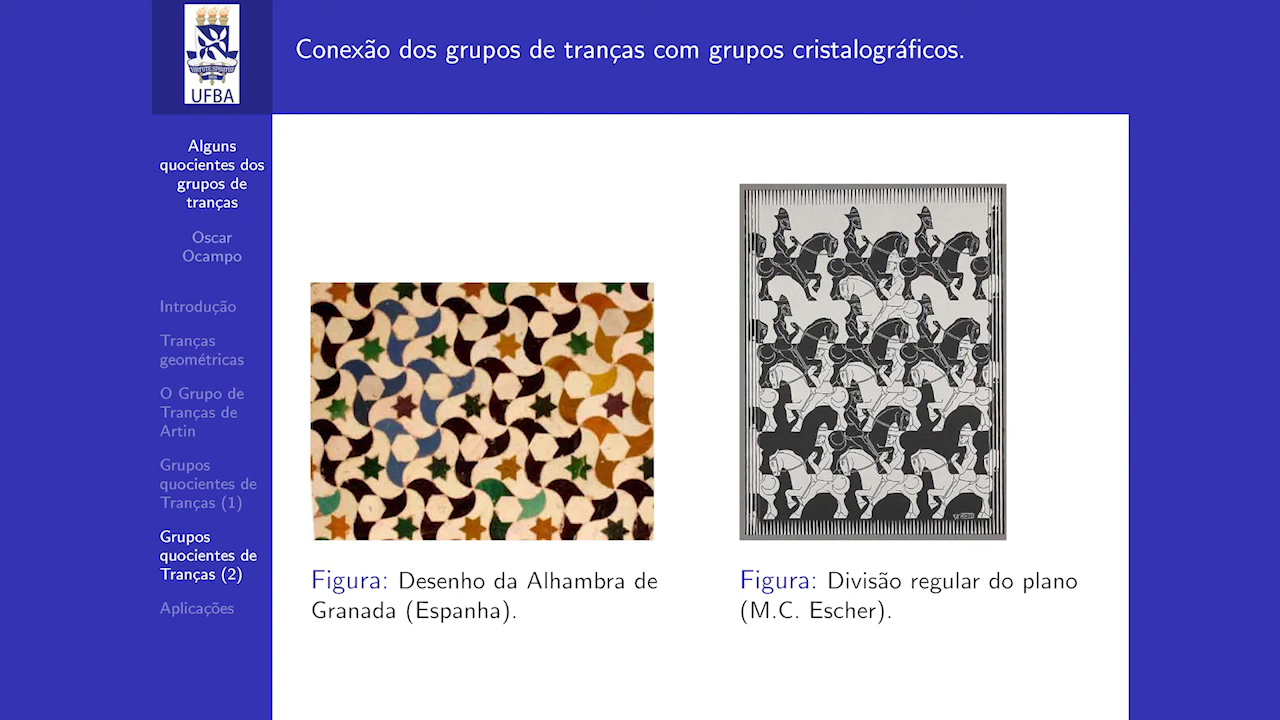 UFBA
Conexão dos grupos de tranças com grupos cristalográficos.
Alguns
quocientes dos
grupos de
tranças
Oscar
Ocampo
Introdução
Tranças
geométricas
O Grupo de
Tranças de
Artin
Grupos
quocientes de
Tranças (1)
Grupos
quocientes de
Tranças (2)
Aplicações
Figura: Desenho da Alhambra de
Granada (Espanha).
Figura: Divisão regular do plano
(M.C. Escher).